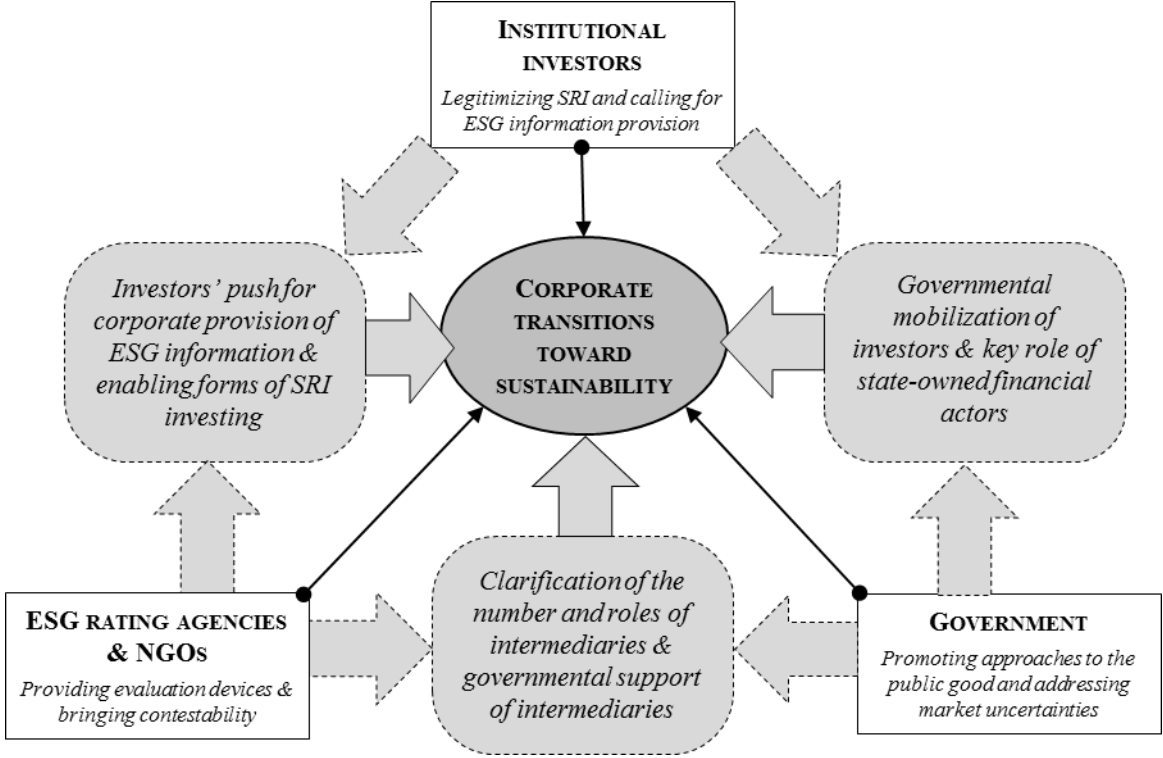 INSTITUTIONAL
INVESTORS
Legitimizing SRI and calling for
ESG information provision
Investors’ push for
corporate provision of
ESG information &
enabling forms of SRI
investing
CORPORATE
TRANSITIONS
TOWARD
SUSTAINABILITY
Governmental
mobilization of
investors & key role of
state-owned financial
actors
ESG RATING AGENCIES
& NGOS
Providing evaluation devices &
bringing contestability
Clarification of the
number and roles of
intermediaries &
governmental support
of intermediaries
GOVERNMENT
Promoting approaches to the
public good and addressing
market uncertainties